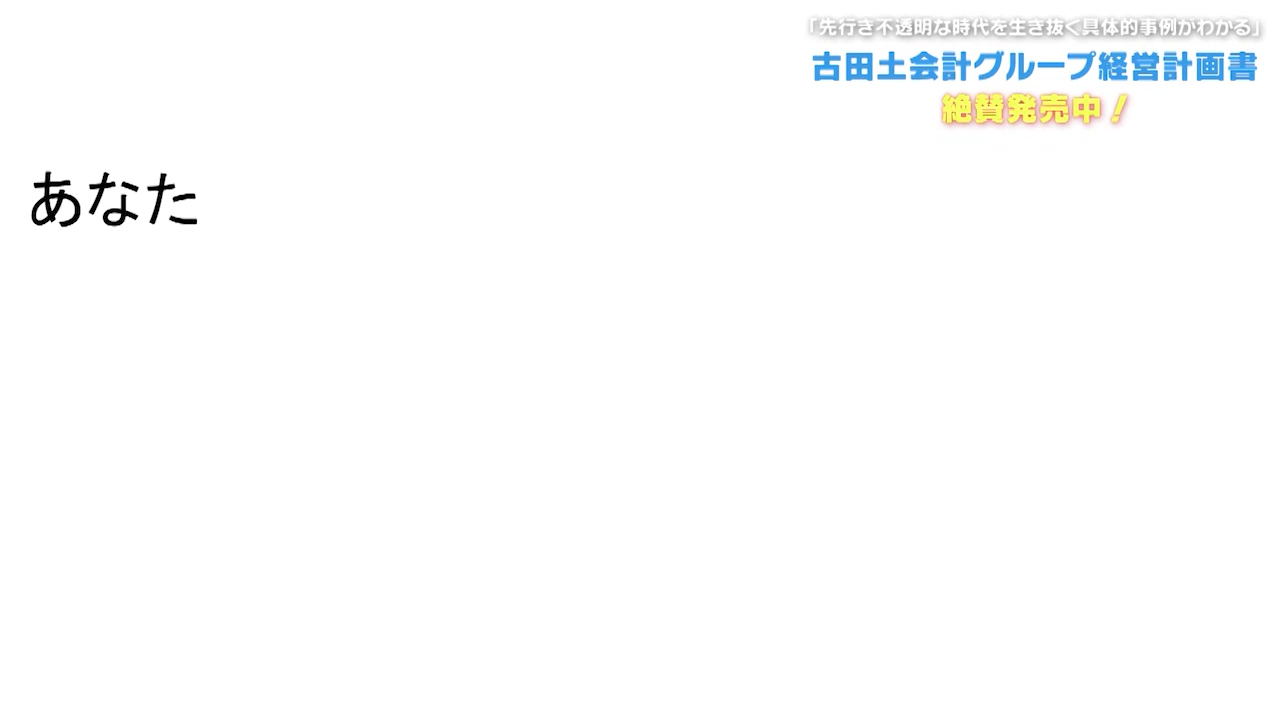 「先行き不透明な時代を生き抜く具体的事例がわかる」
古田土会計グループ経営計画書
絶賛発売中！
あなた